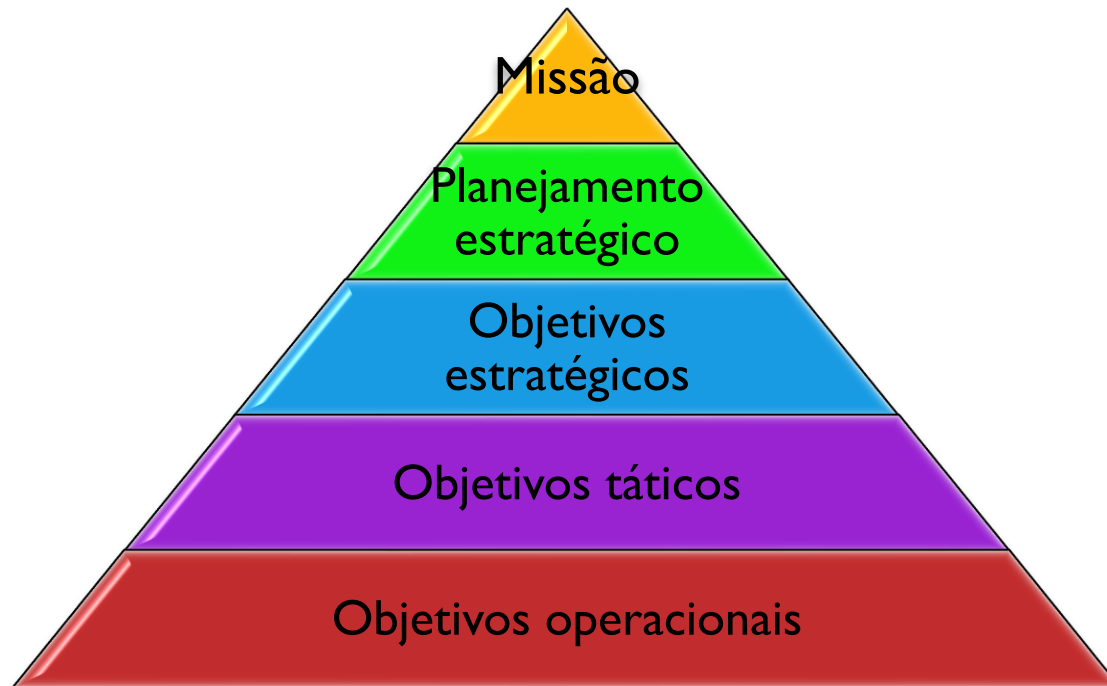 Missão
Planejamento
estratégico
Objetivos
estratégicos
Objetivos táticos
Objetivos operacionais